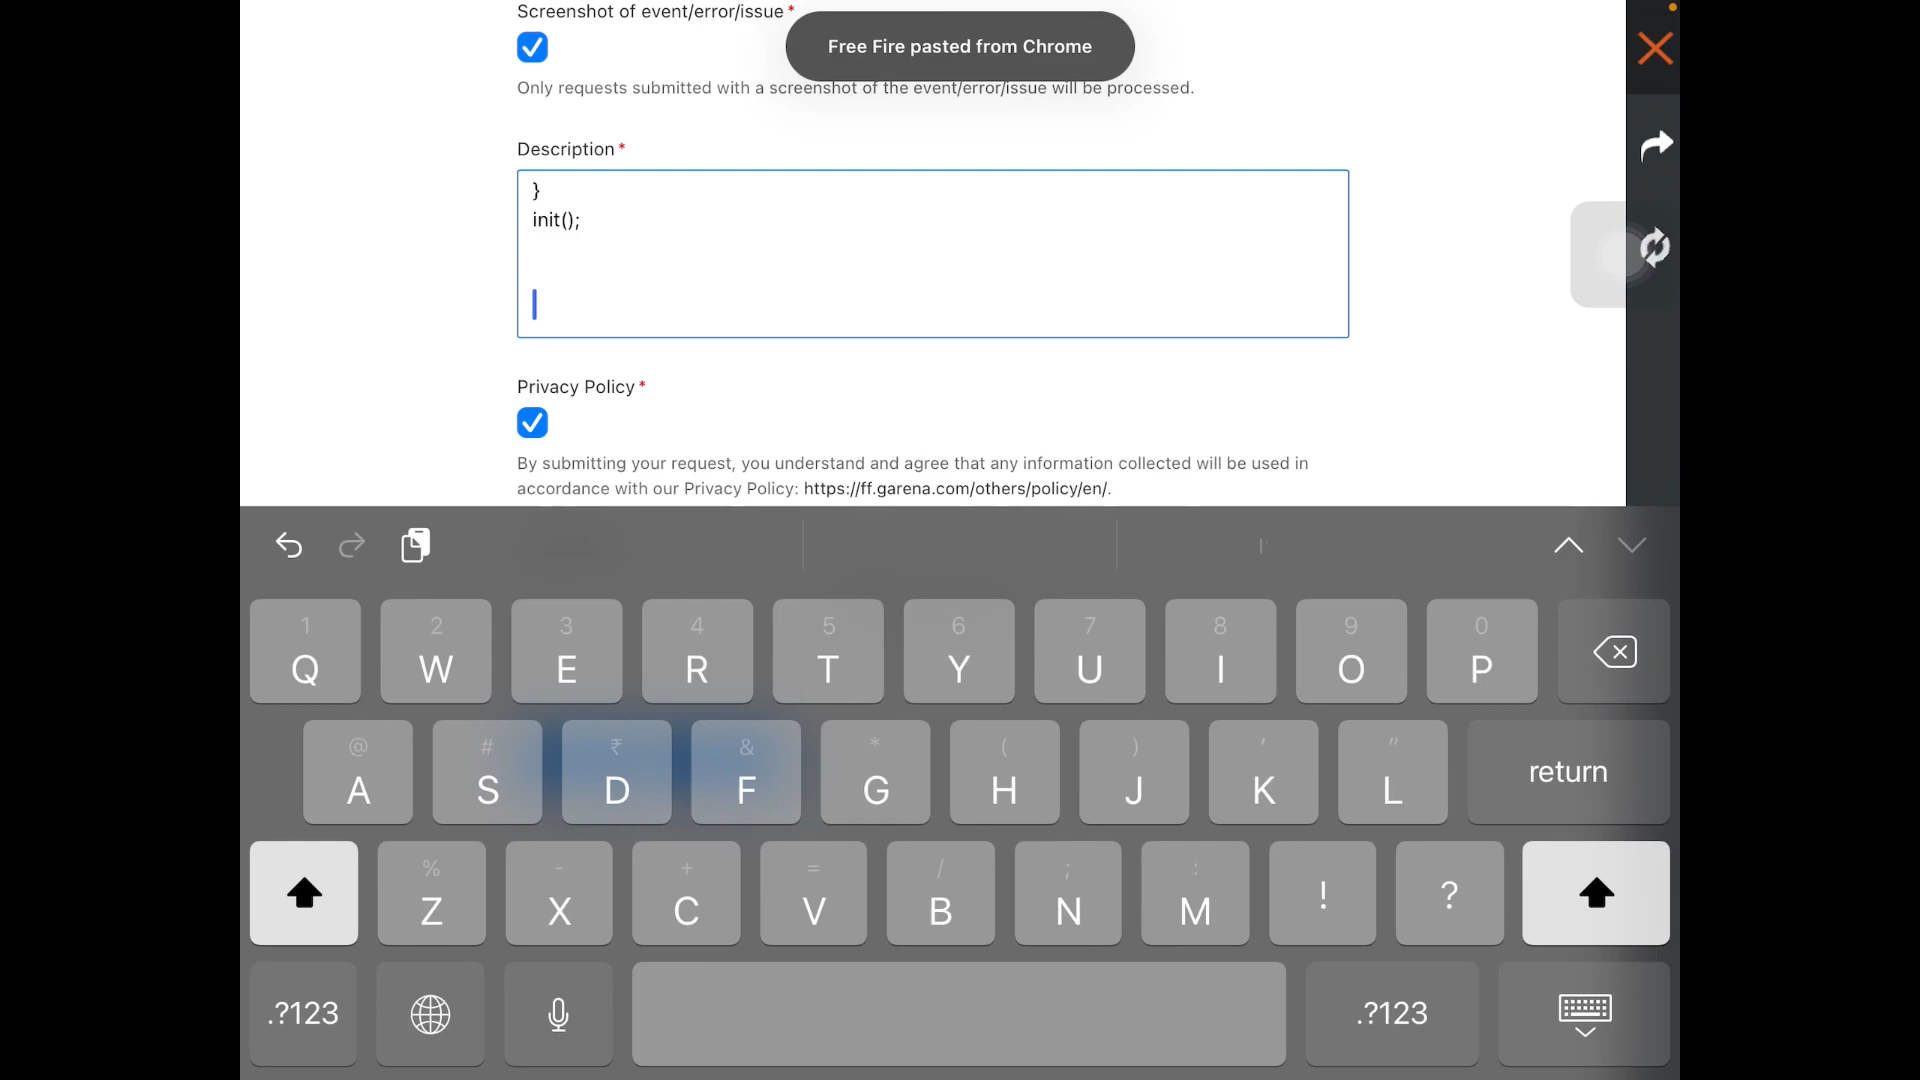 Screenshot of event/error/issue *
Free Fire pasted from Chrome
Only requests submitted with a screenshot of the event/error/issue will be processed.
Description *
}
init();
Privacy Policy *
By submitting your request, you understand and agree that any information collected will be used in
accordance with our Privacy Policy: https://ff.garena.com/others/policy/en/.
1 2 3 4 5 6 7 8 9 0
Q W E R T Y U I O P
@ # ₹ & * ( ) ' "
A S D F G H J K L return
% - + = / ; :
Z X C V B N M ! ?
.?123 .?123